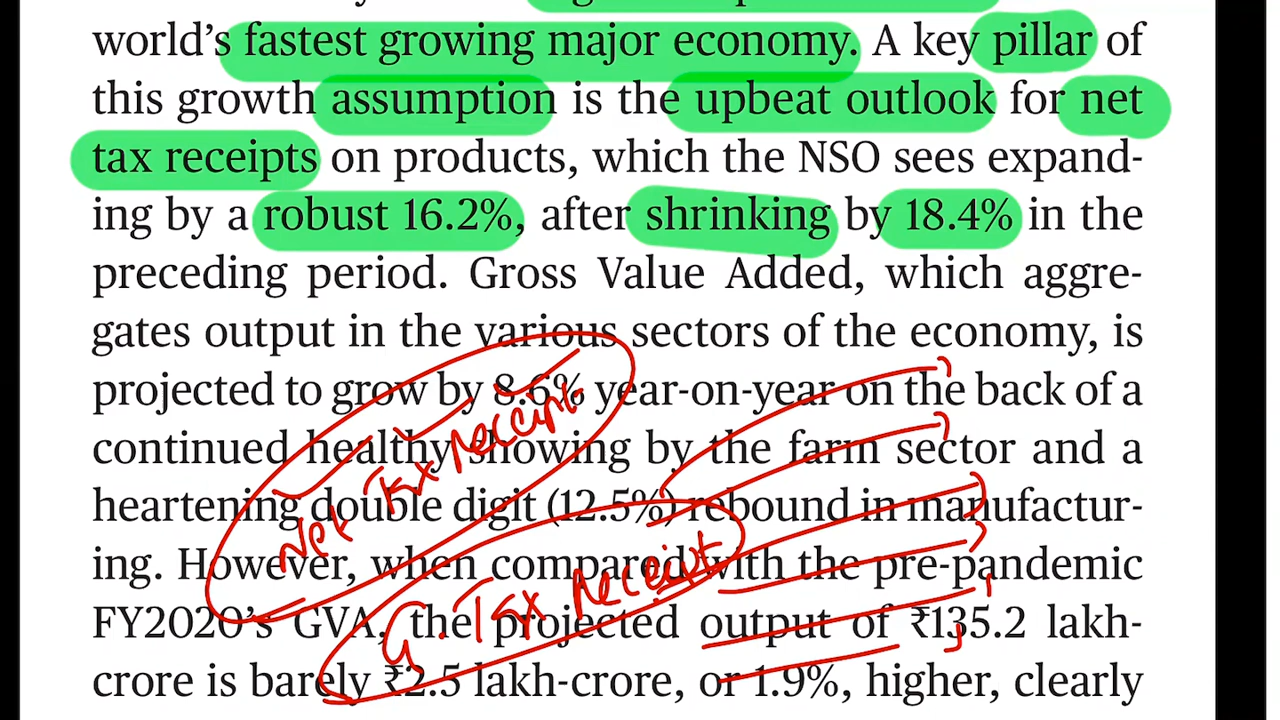 world's fastest growing major economy. A key pillar of
this growth assumption is the upbeat outlook for net
tax receipts on products, which the NSO sees expand-
ing by a robust 16.2%, after shrinking by 18.4% in the
preceding period. Gross Value Added, which aggre-
gates output in the various sectors of the economy, is
projected to grow by 8.6% year-on-year on the back of a
continued healthy showing by the farm sector and a
heartening double digit (12.5%) rebound in manufactur-
ing. However, when compared with the pre-pandemic
FY2020's GVA, the projected output of ₹135.2 lakh-
crore is barely ₹2.5 lakh-crore, or 1.9%, higher, clearly
Net Tax Receipt
G. Tax Receipt